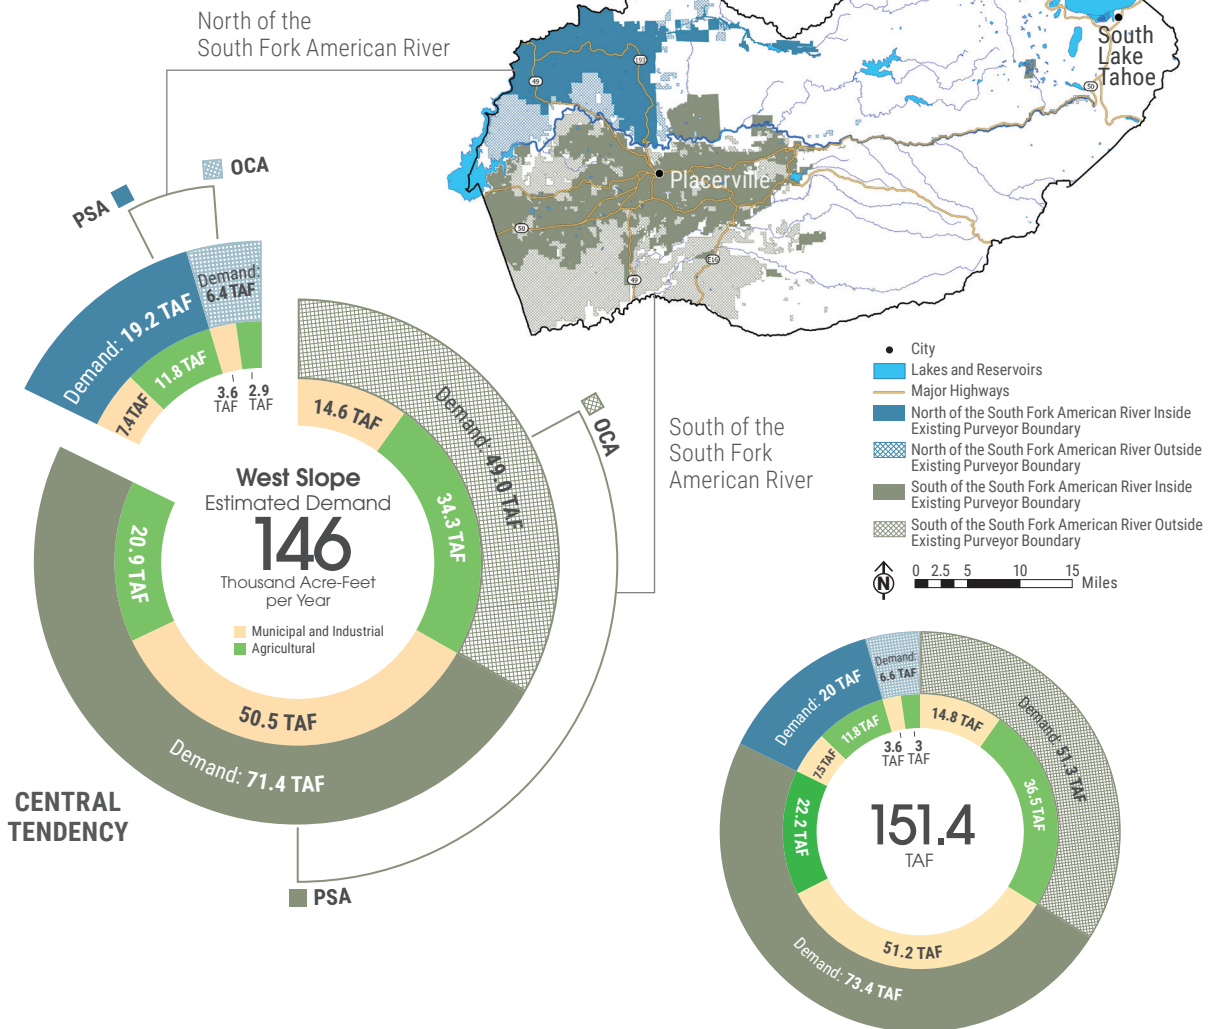 North of the
South Fork American River
193
49
South
Lake
Tahoe
50
Placerville
50
49
E16
PSA
OCA
Demand: 19.2 TAF
Demand:
6.4 TAF
7.4 TAF
11.8 TAF
3.6
TAF
2.9
TAF
OCA
Demand: 49.0 TAF
14.6 TAF
34.3 TAF
20.9 TAF
50.5 TAF
Demand: 71.4 TAF
West Slope
Estimated Demand
146
Thousand Acre-Feet
per Year
Municipal and Industrial
Agricultural
South of the
South Fork
American River
CENTRAL
TENDENCY
PSA
City
Lakes and Reservoirs
Major Highways
North of the South Fork American River Inside
Existing Purveyor Boundary
North of the South Fork American River Outside
Existing Purveyor Boundary
South of the South Fork American River Inside
Existing Purveyor Boundary
South of the South Fork American River Outside
Existing Purveyor Boundary
N
0 2.5 5 10 15
Miles
Demand: 20 TAF
Demand:
6.6 TAF
Demand: 51.3 TAF
7.5 TAF
11.8 TAF
3.6
TAF
3
TAF
14.8 TAF
36.5 TAF
22.2 TAF
151.4
TAF
51.2 TAF
Demand: 73.4 TAF